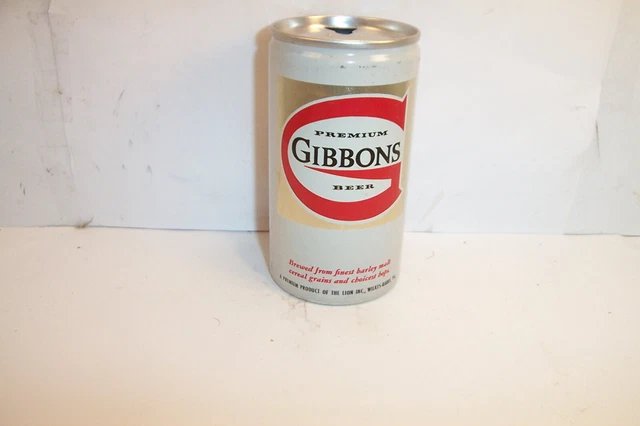 PREMIUM
GIBBONS
BEER
Brewed from finest barley malt
cereal grains and choicest hops
A PREMIUM PRODUCT OF THE LION INC., WILKES-BARRE, PA